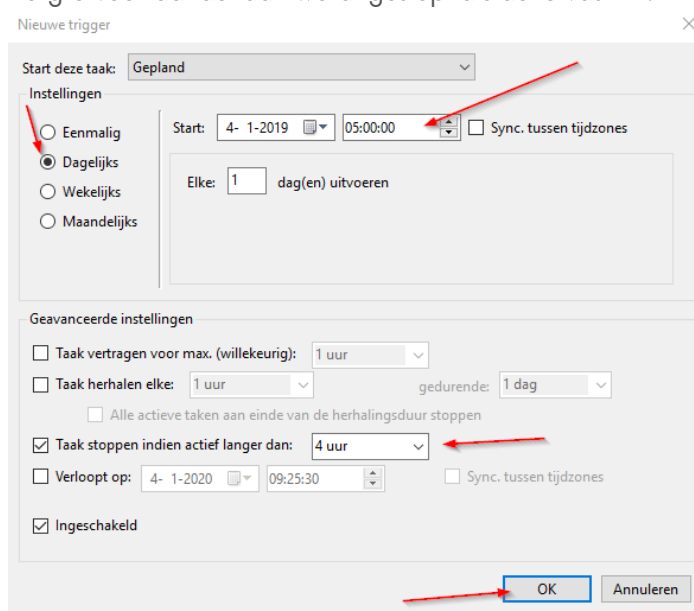 Nieuwe trigger
Start deze taak: Gepland
Instellingen
Eenmalig
Start: 4- 1-2019 05:00:00 Sync. tussen tijdzones
Dagelijks
Elke: 1 dag(en) uitvoeren
Wekelijks
Maandelijks
Geavanceerde instellingen
Taak vertragen voor max. (willekeurig): 1 uur
Taak herhalen elke: 1 uur gedurende: 1 dag
Alle actieve taken aan einde van de herhalingsduur stoppen
Taak stoppen indien actief langer dan: 4 uur
Verloopt op: 4- 1-2020 09:25:30 Sync. tussen tijdzones
Ingeschakeld
OK Annuleren